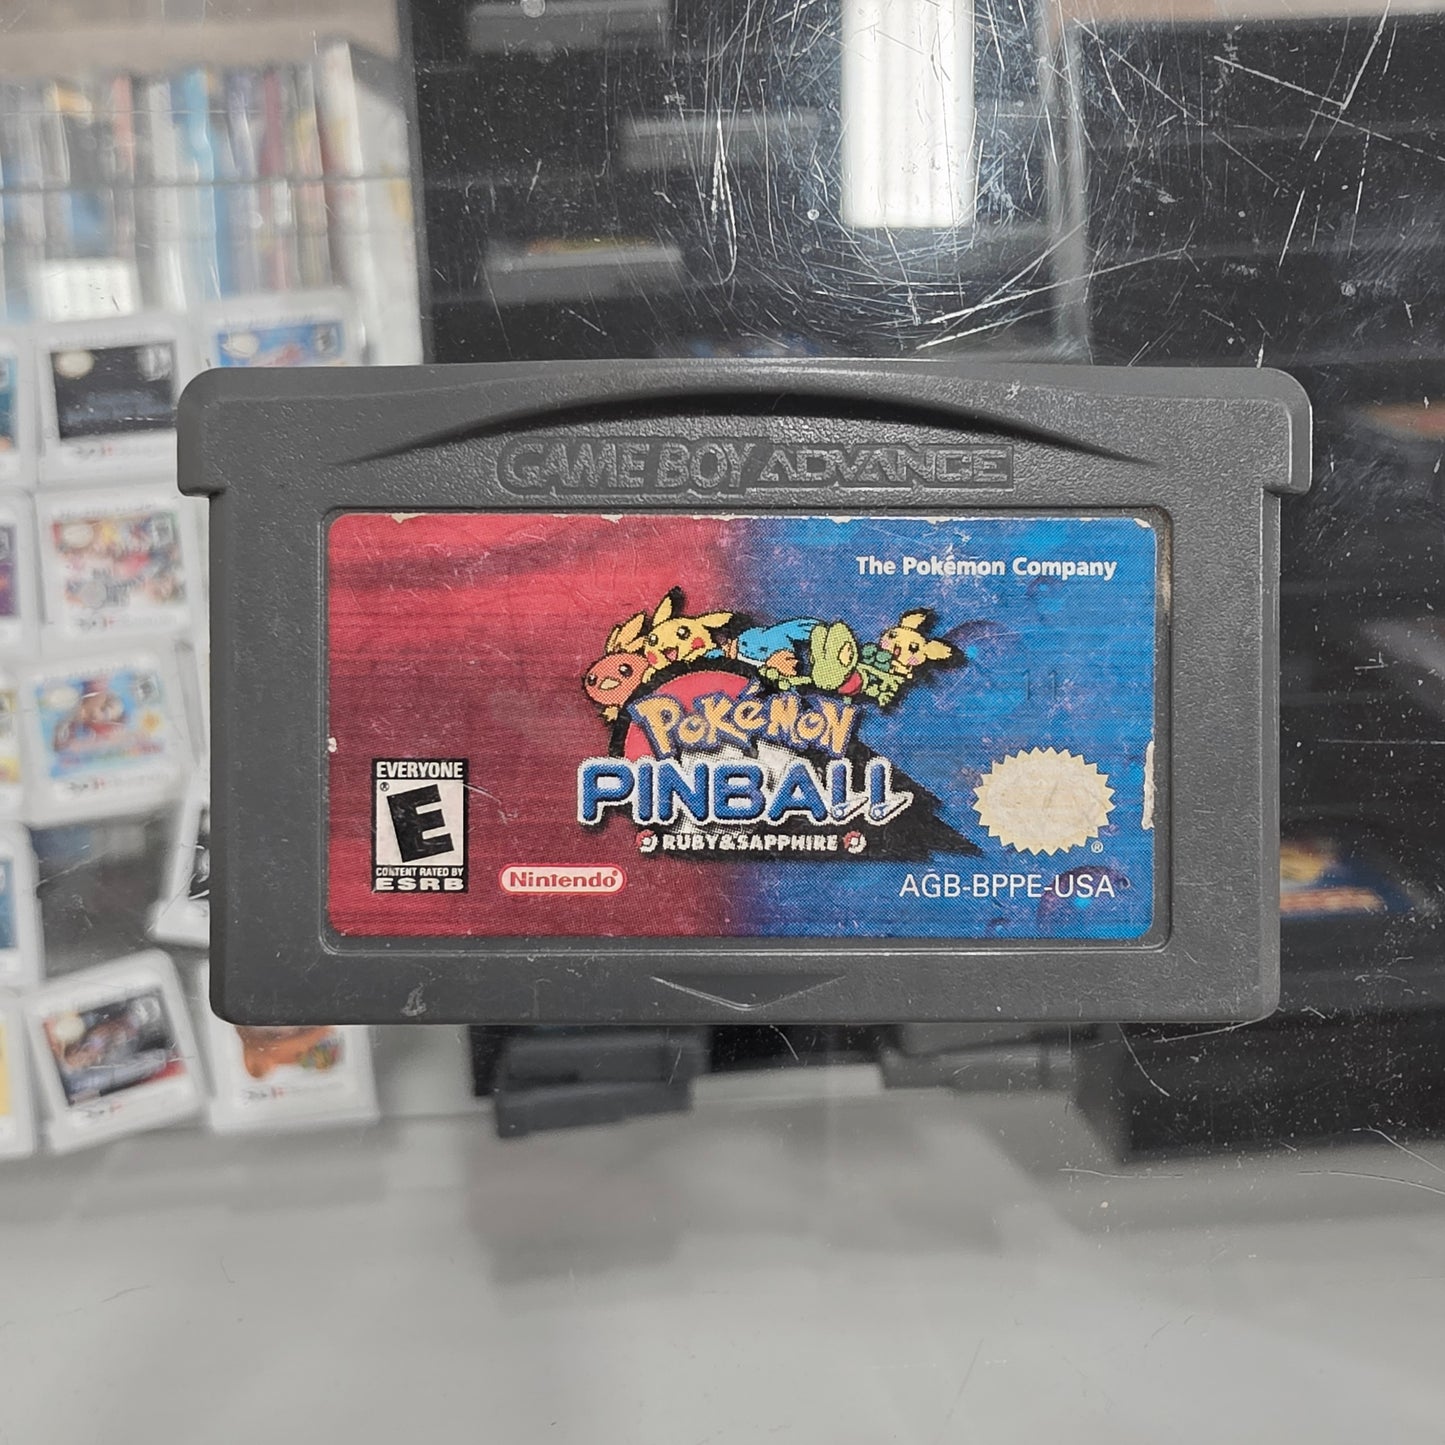 GAME BOY ADVANCE
The Pokémon Company
11
POKéMON
PINBALL
RUBY&SAPPHIRE
EVERYONE
®
E
CONTENT RATED BY
ESRB
Nintendo®
®
AGB-BPPE-USA